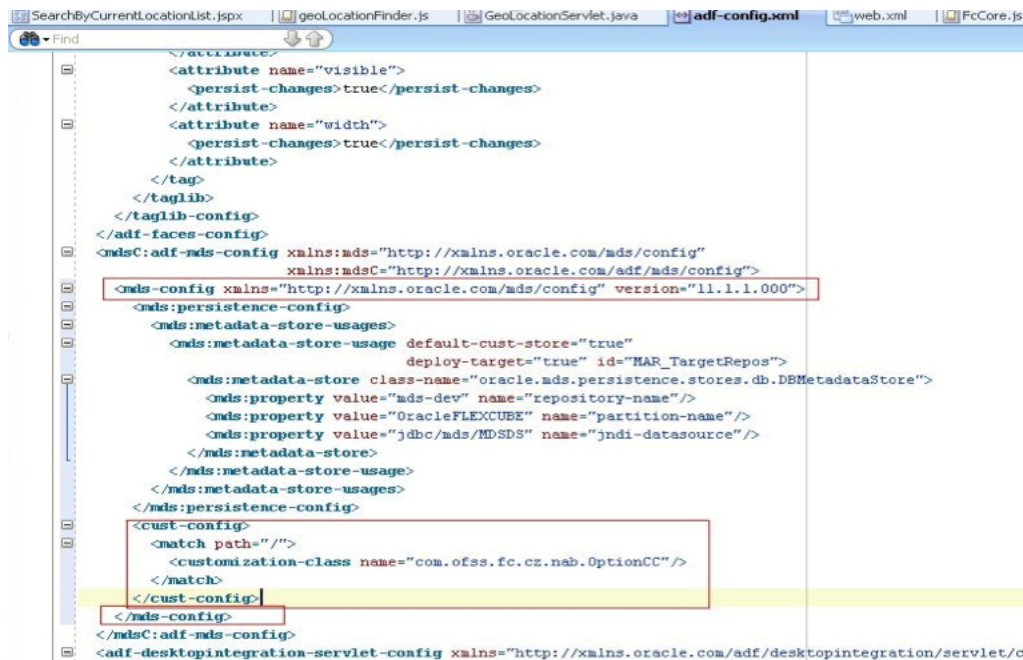 SearchByCurrentLocationList.jspx geoLocationFinder.js GeoLocationServlet.java adf-config.xml web.xml FcCore.js
Find
</attribute>
<attribute name="visible">
<persist-changes>true</persist-changes>
</attribute>
<attribute name="width">
<persist-changes>true</persist-changes>
</attribute>
</tag>
</taglib>
</taglib-config>
</adf-faces-config>
<mdsC:adf-mds-config xmlns:mds="http://xmlns.oracle.com/mds/config"
xmlns:mdsC="http://xmlns.oracle.com/adf/mds/config">
<mds-config xmlns="http://xmlns.oracle.com/mds/config" version="11.1.1.000">
<mds:persistence-config>
<mds:metadata-store-usages>
<mds:metadata-store-usage default-cust-store="true"
deploy-target="true" id="MAR_TargetRepos">
<mds:metadata-store class-name="oracle.mds.persistence.stores.db.DBMetadataStore">
<mds:property value="mds-dev" name="repository-name"/>
<mds:property value="OracleFLEXCUBE" name="partition-name"/>
<mds:property value="jdbc/mds/MDSDS" name="jndi-datasource"/>
</mds:metadata-store>
</mds:metadata-store-usage>
</mds:metadata-store-usages>
</mds:persistence-config>
<cust-config>
<match path="/">
<customization-class name="com.ofss.fc.cz.nab.OptionCC"/>
</match>
</cust-config>
</mds-config>
</mdsC:adf-mds-config>
<adf-desktopintegration-servlet-config xmlns="http://xmlns.oracle.com/adf/desktopintegration/servlet/c